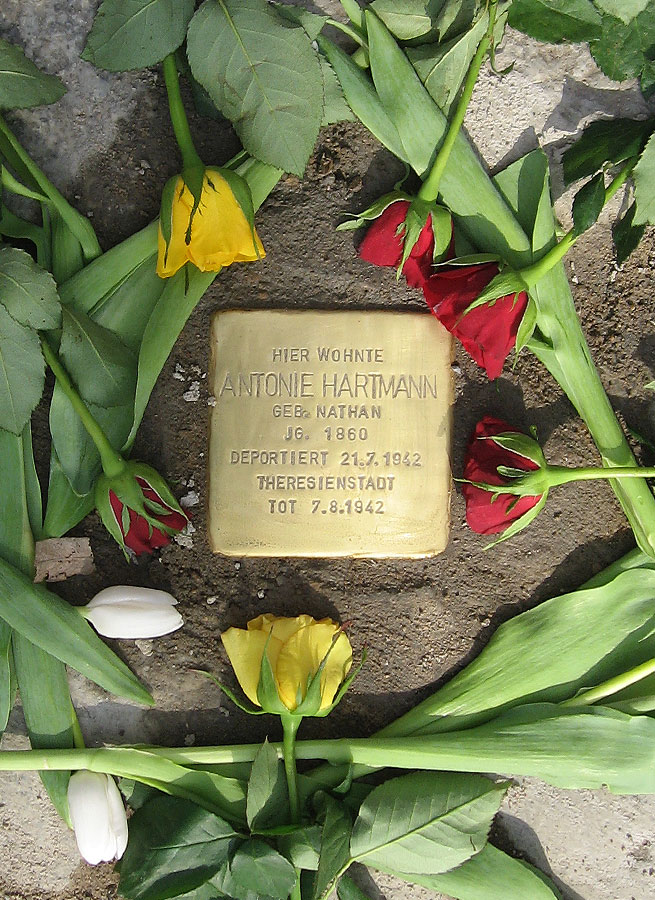 HIER WOHNTE
ANTONIE HARTMANN
GEB. NATHAN
JG. 1860
DEPORTIERT 21.7.1942
THERESIENSTADT
TOT 7.8.1942